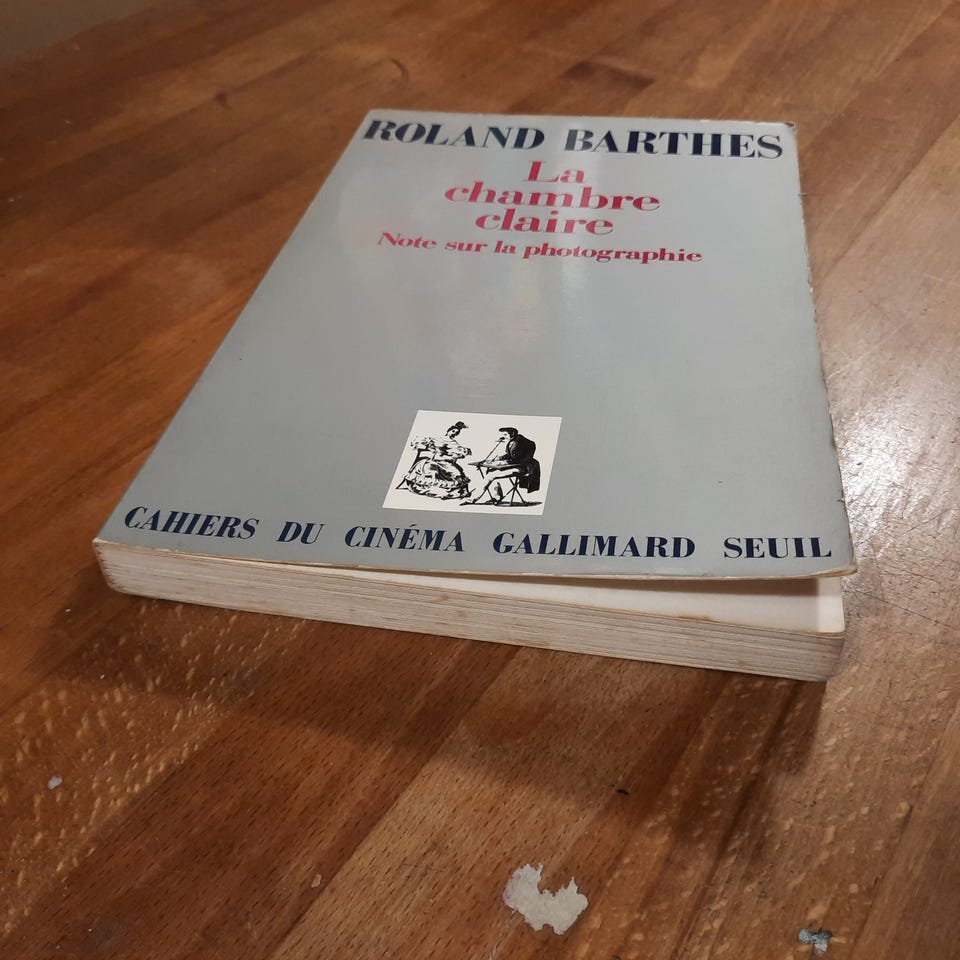 ROLAND BARTHES
La
chambre
claire
Note sur la photographie
CAHIERS DU CINÉMA GALLIMARD SEUIL